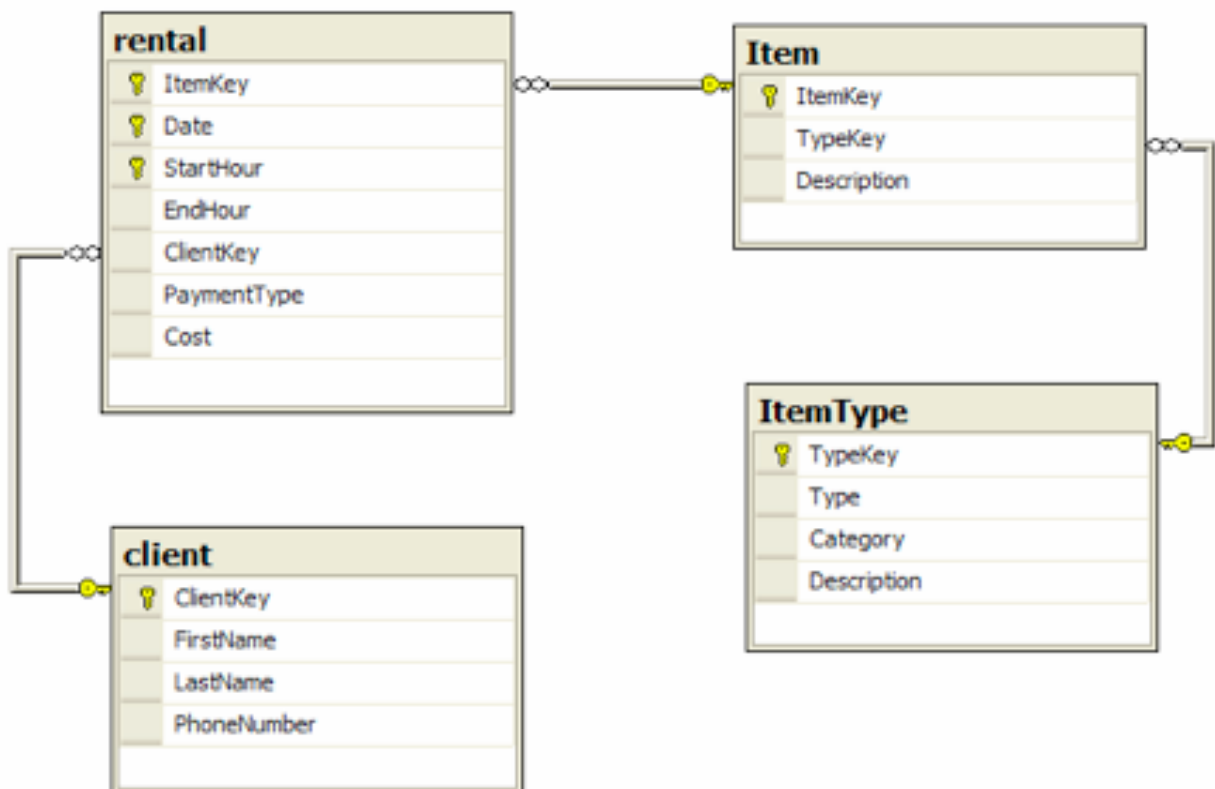 rental
ItemKey
Date
StartHour
EndHour
ClientKey
PaymentType
Cost
Item
ItemKey
TypeKey
Description
client
ClientKey
FirstName
LastName
PhoneNumber
ItemType
TypeKey
Type
Category
Description